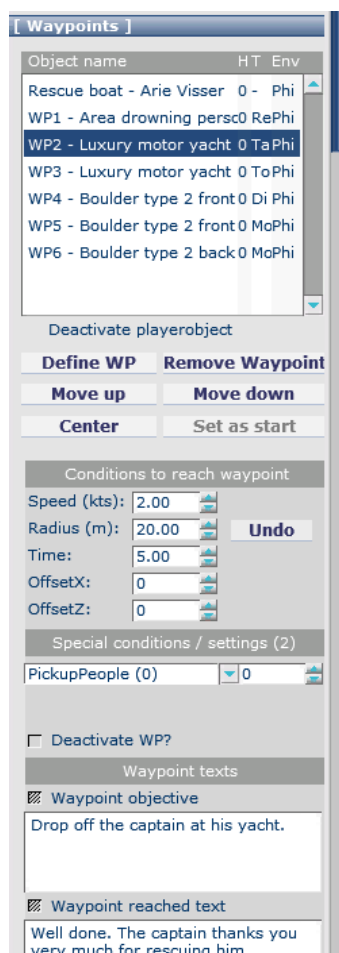 [ Waypoints ]
Object name H T Env
Rescue boat - Arie Visser 0 - Phi
WP1 - Area drowning persc 0 Re Phi
WP2 - Luxury motor yacht 0 Ta Phi
WP3 - Luxury motor yacht 0 To Phi
WP4 - Boulder type 2 front 0 Di Phi
WP5 - Boulder type 2 front 0 Mo Phi
WP6 - Boulder type 2 back 0 Mo Phi
Deactivate playerobject
Define WP Remove Waypoint
Move up Move down
Center Set as start
Conditions to reach waypoint
Speed (kts): 2.00
Radius (m): 20.00 Undo
Time: 5.00
OffsetX: 0
OffsetZ: 0
Special conditions / settings (2)
PickupPeople (0) 0
Deactivate WP?
Waypoint texts
Waypoint objective
Drop off the captain at his yacht.
Waypoint reached text
Well done. The captain thanks you
very much for rescuing him